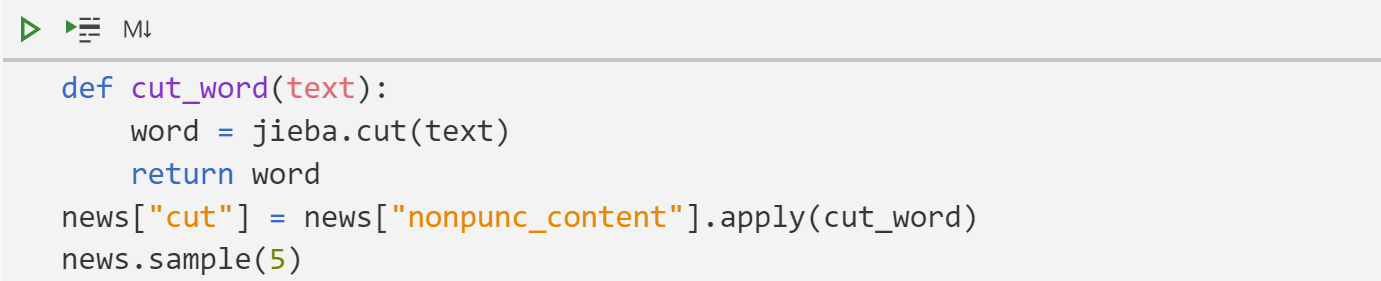 M↓
def cut_word(text):
    word = jieba.cut(text)
    return word
news["cut"] = news["nonpunc_content"].apply(cut_word)
news.sample(5)